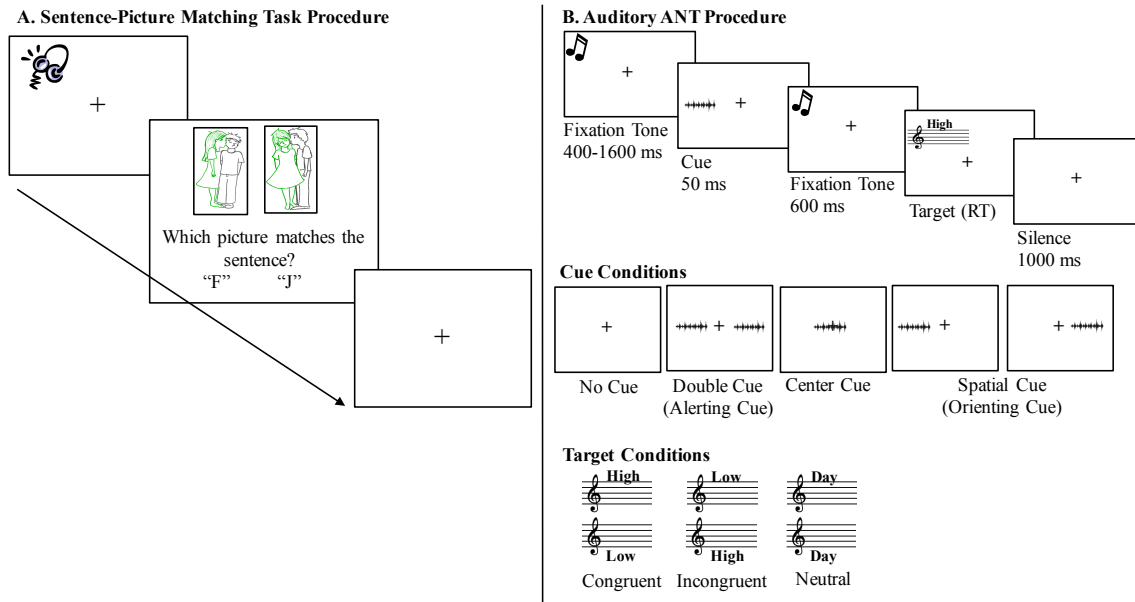 A. Sentence-Picture Matching Task Procedure
Which picture matches the
sentence?
“F” “J”
B. Auditory ANT Procedure
Fixation Tone
400-1600 ms
Cue
50 ms
Fixation Tone
600 ms
High
Target (RT)
Silence
1000 ms
Cue Conditions
No Cue
Double Cue
(Alerting Cue)
Center Cue
Spatial Cue
(Orienting Cue)
Target Conditions
High Low Day
Low High Day
Congruent Incongruent Neutral